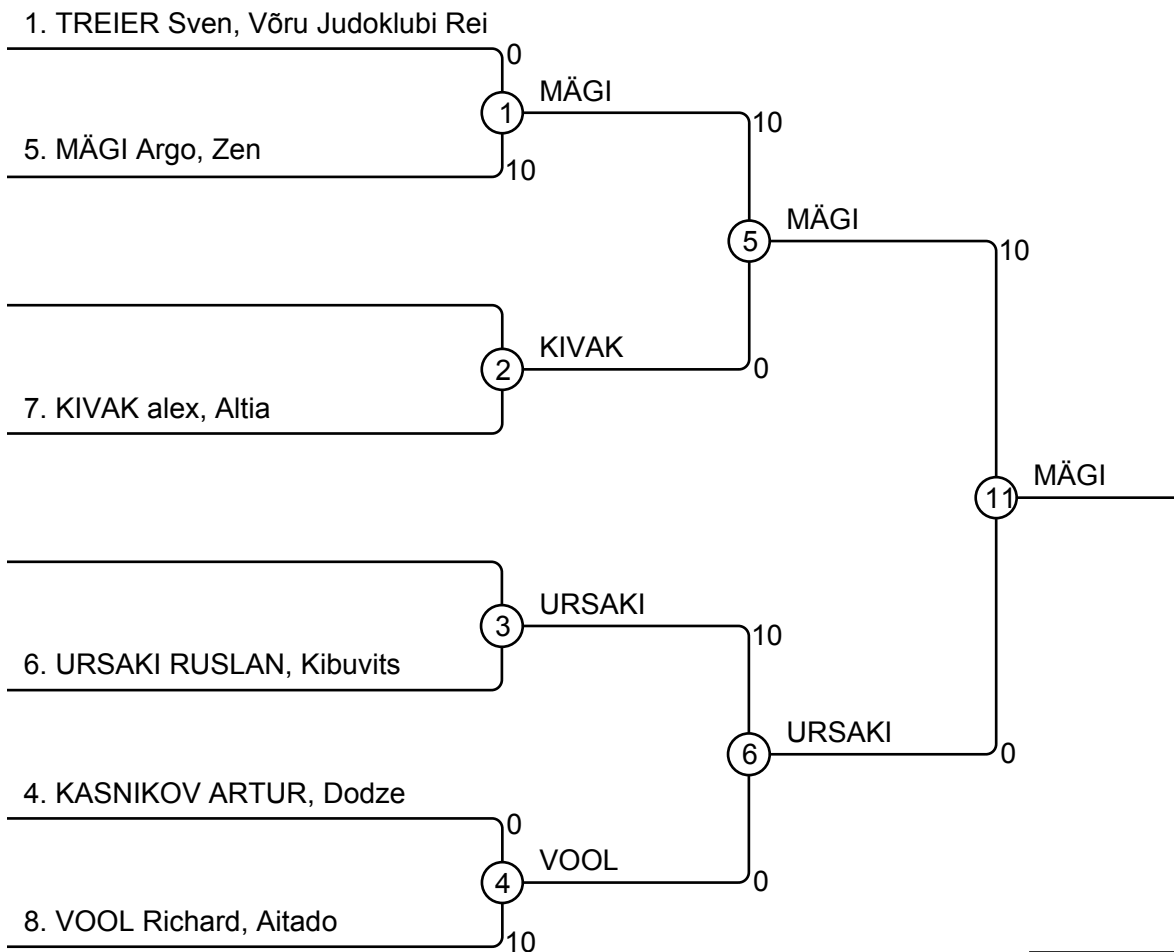 1. TREIER Sven, Võru Judoklubi Rei
0
1
MÄGI
10
5. MÄGI Argo, Zen
10
5
MÄGI
10
2
KIVAK
0
7. KIVAK alex, Altia
11
MÄGI
3
URSAKI
10
6. URSAKI RUSLAN, Kibuvits
6
URSAKI
0
4. KASNIKOV ARTUR, Dodze
0
4
VOOL
0
8. VOOL Richard, Aitado
10